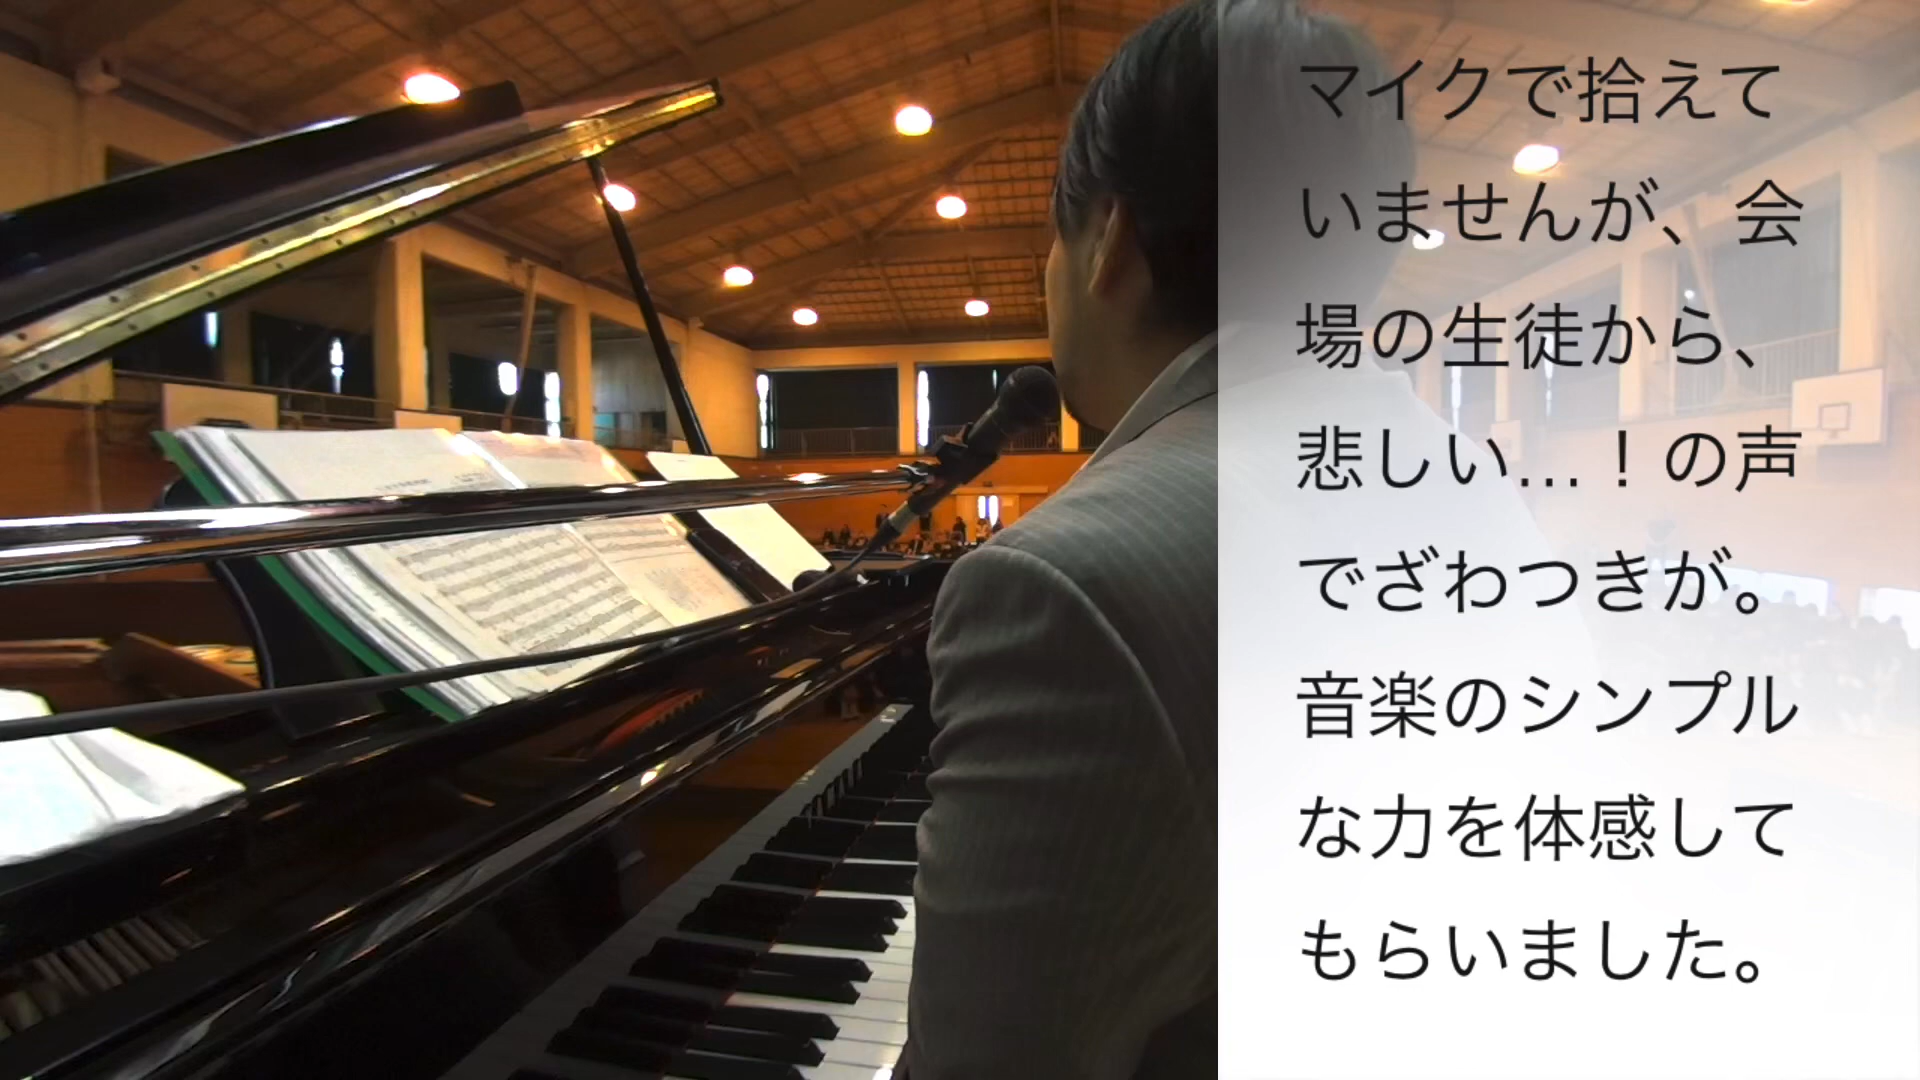 マイクで拾えて
いませんが、会
場の生徒から、
悲しい…！の声
でざわつきが。
音楽のシンプル
な力を体感して
もらいました。